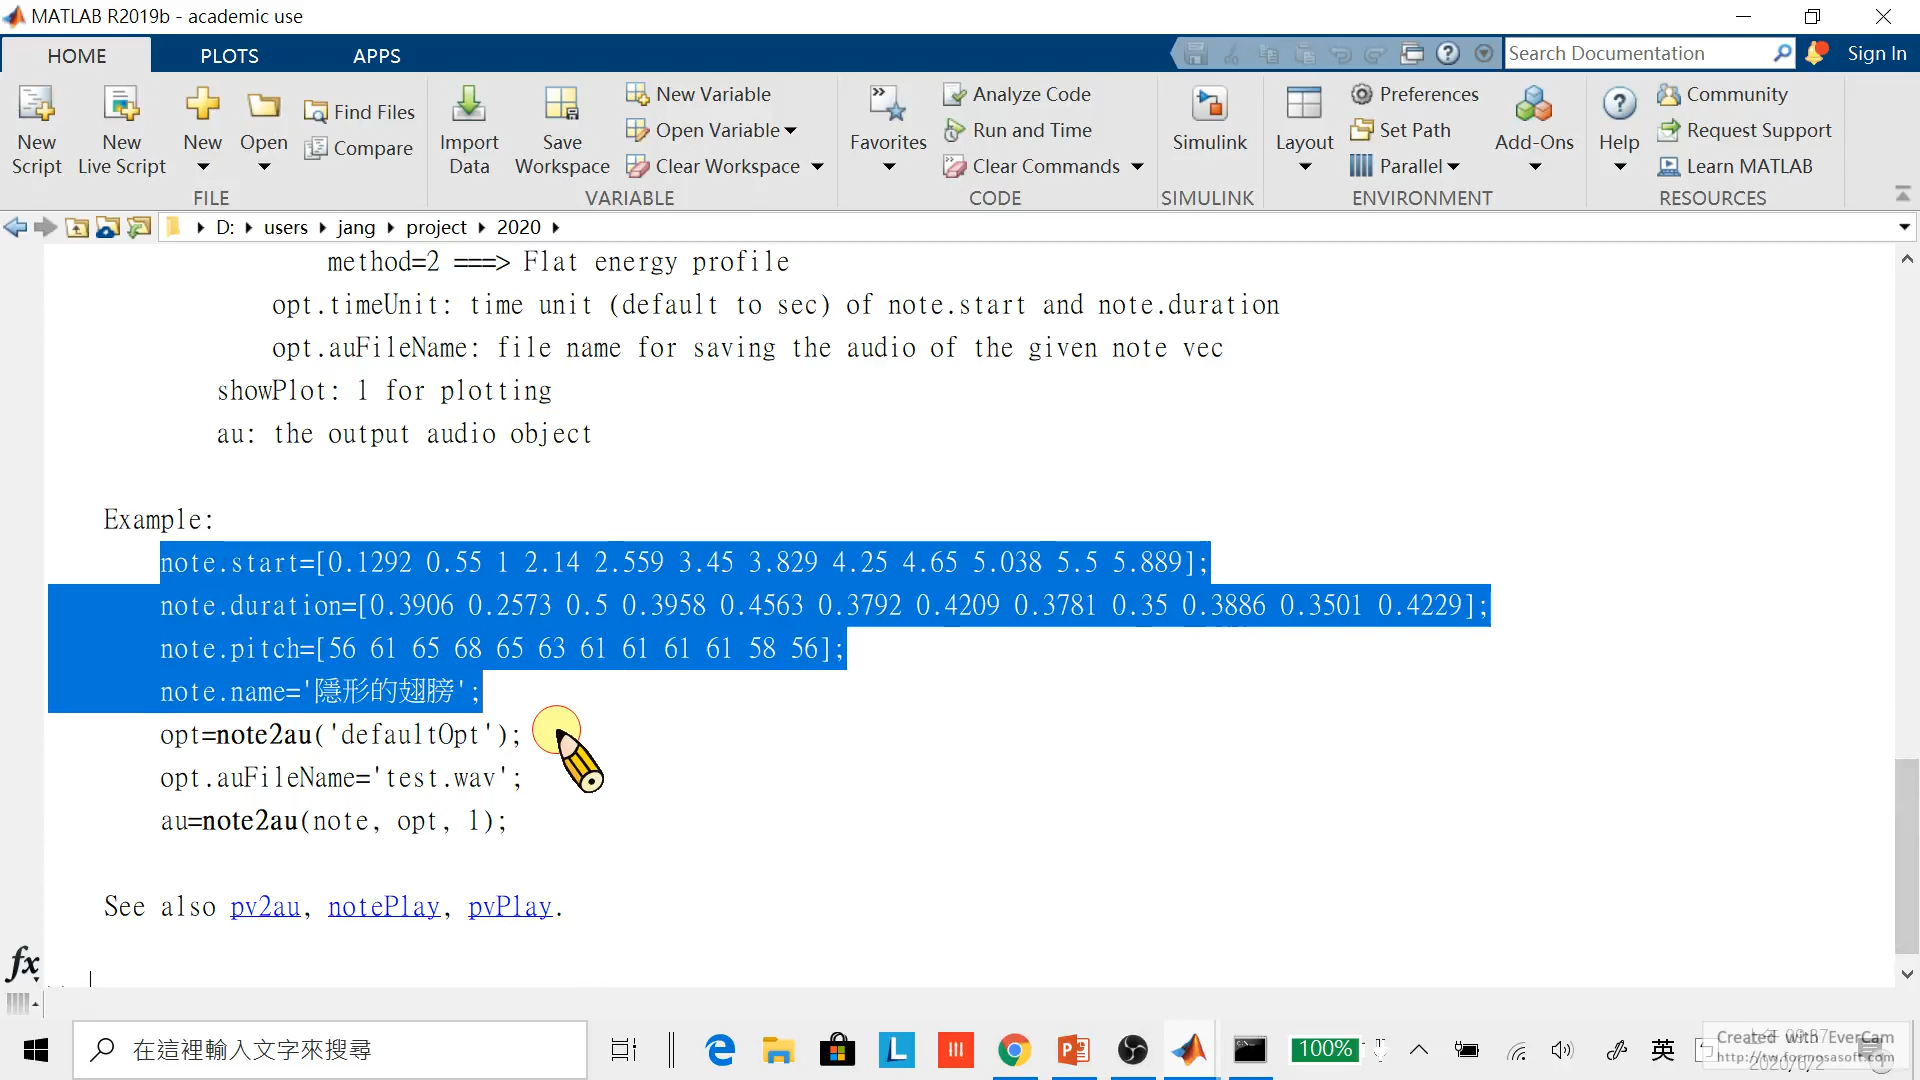 MATLAB R2019b - academic use
HOME PLOTS APPS
Search Documentation
Sign In
New Script
New Live Script
New
Open
Find Files
Compare
FILE
Import Data
Save Workspace
New Variable
Open Variable
Clear Workspace
VARIABLE
Favorites
Analyze Code
Run and Time
Clear Commands
CODE
Simulink
SIMULINK
Layout
Preferences
Set Path
Parallel
Add-Ons
ENVIRONMENT
Help
Community
Request Support
Learn MATLAB
RESOURCES
D: users jang project 2020
method=2 ===> Flat energy profile
opt.timeUnit: time unit (default to sec) of note.start and note.duration
opt.auFileName: file name for saving the audio of the given note vec
showPlot: 1 for plotting
au: the output audio object
Example:
note.start=[0.1292 0.55 1 2.14 2.559 3.45 3.829 4.25 4.65 5.038 5.5 5.889];
note.duration=[0.3906 0.2573 0.5 0.3958 0.4563 0.3792 0.4209 0.3781 0.35 0.3886 0.3501 0.4229];
note.pitch=[56 61 65 68 65 63 61 61 61 61 58 56];
note.name='隱形的翅膀';
opt=note2au('defaultOpt');
opt.auFileName='test.wav';
au=note2au(note, opt, 1);
See also pv2au, notePlay, pvPlay.
fx
在這裡輸入文字來搜尋
100%
英
Created with EverCam
http://tw.formosasoft.com
2020/6/2